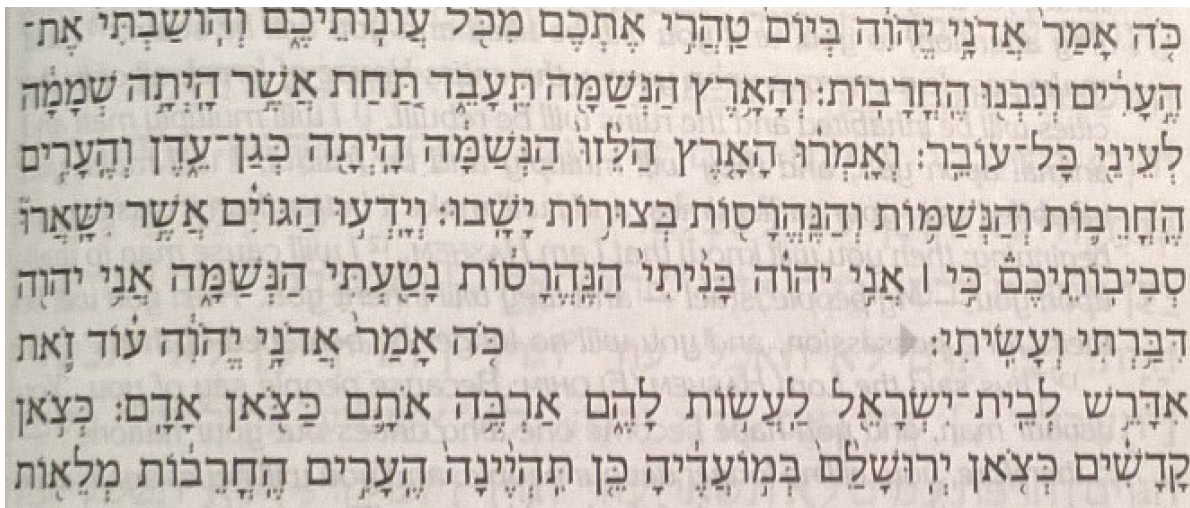 כֹּה אָמַר אֲדֹנָי יֱהֹוִה בְּיוֹם טַהֲרִי אֶתְכֶם מִכֹּל עֲוֺנוֹתֵיכֶם וְהוֹשַׁבְתִּי אֶת־
הֶעָרִים וְנִבְנוּ הֶחֳרָבוֹת: וְהָאָרֶץ הַנְּשַׁמָּה תֵּעָבֵד תַּחַת אֲשֶׁר הָיְתָה שְׁמָמָה
לְעֵינֵי כָּל־עוֹבֵר: וְאָמְרוּ הָאָרֶץ הַלֵּזוּ הַנְּשַׁמָּה הָיְתָה כְּגַן־עֵדֶן וְהֶעָרִים
הֶחֳרֵבוֹת וְהַנְשַׁמּוֹת וְהַנֶּהֱרָסוֹת בְּצוּרוֹת יָשָׁבוּ: וְיָדְעוּ הַגּוֹיִם אֲשֶׁר יִשָּׁאֲרוּ
סְבִיבוֹתֵיכֶם כִּי ׀ אֲנִי יְהוָֹה בָּנִיתִי הַנֶּהֱרָסוֹת נָטַעְתִּי הַנְּשַׁמָּה אֲנִי יְהוָה
דִּבַּרְתִּי וְעָשִׂיתִי: כֹּה אָמַר אֲדֹנָי יֱהֹוִה עוֹד זֹאת
אִדָּרֵשׁ לְבֵית־יִשְׂרָאֵל לַעֲשׂוֹת לָהֶם אַרְבֶּה אֹתָם כַּצֹּאן אָדָם: כְּצֹאן
קָדָשִׁים כְּצֹאן יְרוּשָׁלִַם בְּמוֹעֲדֶיהָ כֵּן תִּהְיֶינָה הֶעָרִים הֶחֳרֵבוֹת מְלֵאוֹת